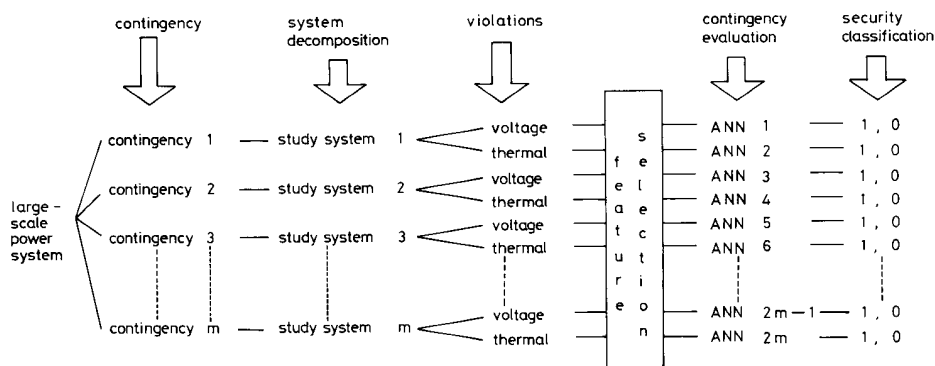 contingency
system
decomposition
violations
contingency
evaluation
security
classification
large -
scale
power
system
contingency 1 study system 1 voltage ANN 1 1 , 0
thermal ANN 2 1 , 0
contingency 2 study system 2 voltage ANN 3 1 , 0
thermal ANN 4 1 , 0
contingency 3 study system 3 voltage ANN 5 1 , 0
thermal ANN 6 1 , 0
contingency m study system m voltage ANN 2m-1 1 , 0
thermal ANN 2m 1 , 0
feature
selection